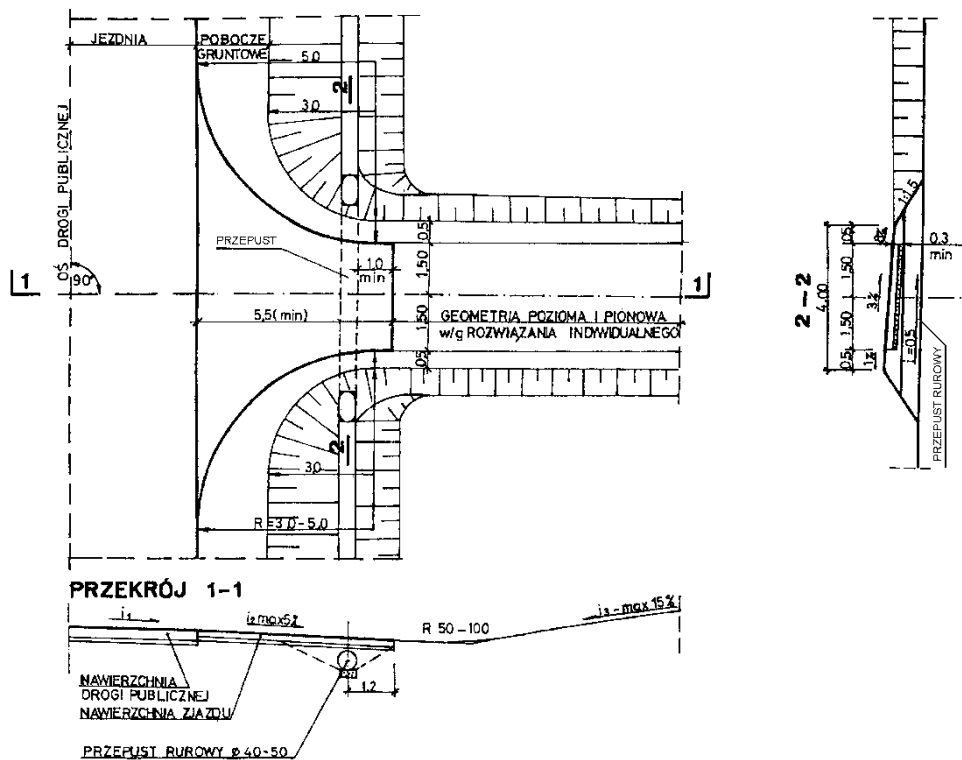 JEZDNIA
POBOCZE
GRUNTOWE
5.0
2
3,0
OŚ DROGI PUBLICZNEJ
90°
PRZEPUST
1,0
min
0,5
1,50
1,50
0,5
1
1
5,5(min)
GEOMETRJA POZIOMA I PIONOWA
w/g ROZWIĄZANIA INDYWIDUALNEGO
3,0
2
R=3,0-5,0
2-2
4,00
0,5
1,50
1,50
0,5
1:1,5
0,3
min
i=0,5
PRZEPUST RUROWY
PRZEKRÓJ 1-1
i1
i2 max5%
R 50-100
i3-max 15%
1,2
NAWIERZCHNIA
DROGI PUBLICZNEJ
NAWIERZCHNIA ZJAZDU
PRZEPUST RUROWY ø 40-50